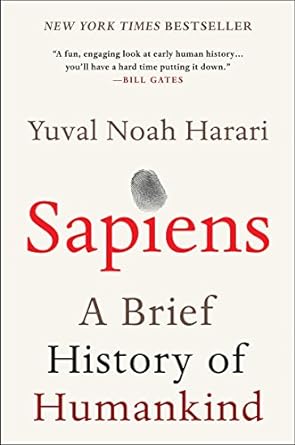 NEW YORK TIMES BESTSELLER
“A fun, engaging look at early human history…
you’ll have a hard time putting it down.”
—BILL GATES
Yuval Noah Harari
Sapiens
A Brief
History of
Humankind